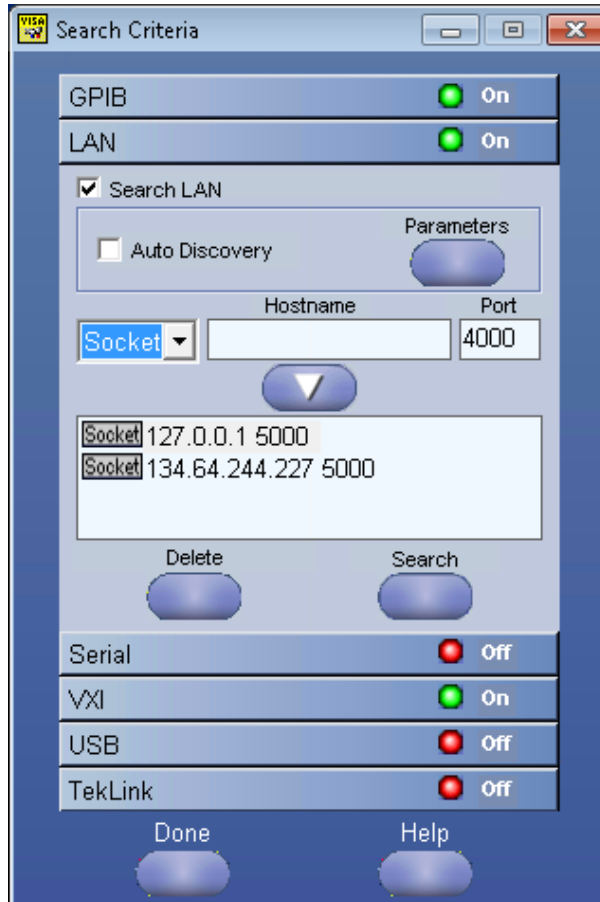 VISA Search Criteria
GPIB On
LAN On
Search LAN
Auto Discovery Parameters
Hostname Port
Socket 4000
Socket 127.0.0.1 5000
Socket 134.64.244.227 5000
Delete Search
Serial Off
VXI On
USB Off
TekLink Off
Done Help